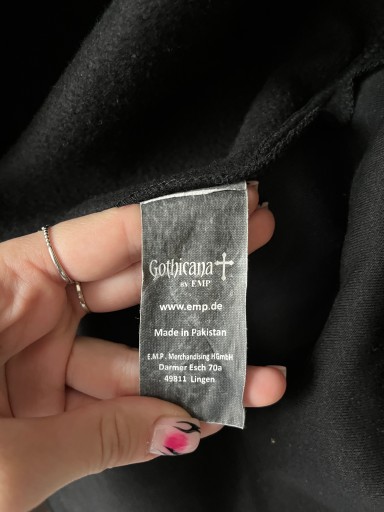 Gothicana
BY EMP
www.emp.de
Made in Pakistan
E.M.P. Merchandising HGmbH
Darmer Esch 70a
49811 Lingen